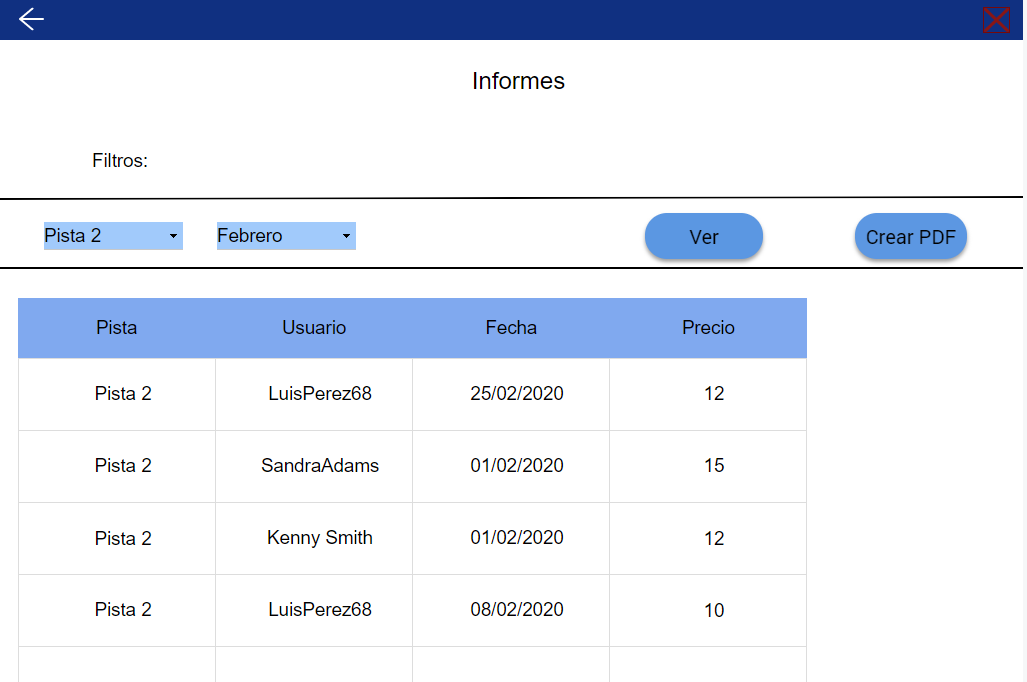 Informes
Filtros:
Pista 2 Febrero Ver Crear PDF
Pista Usuario Fecha Precio
Pista 2 LuisPerez68 25/02/2020 12
Pista 2 SandraAdams 01/02/2020 15
Pista 2 Kenny Smith 01/02/2020 12
Pista 2 LuisPerez68 08/02/2020 10